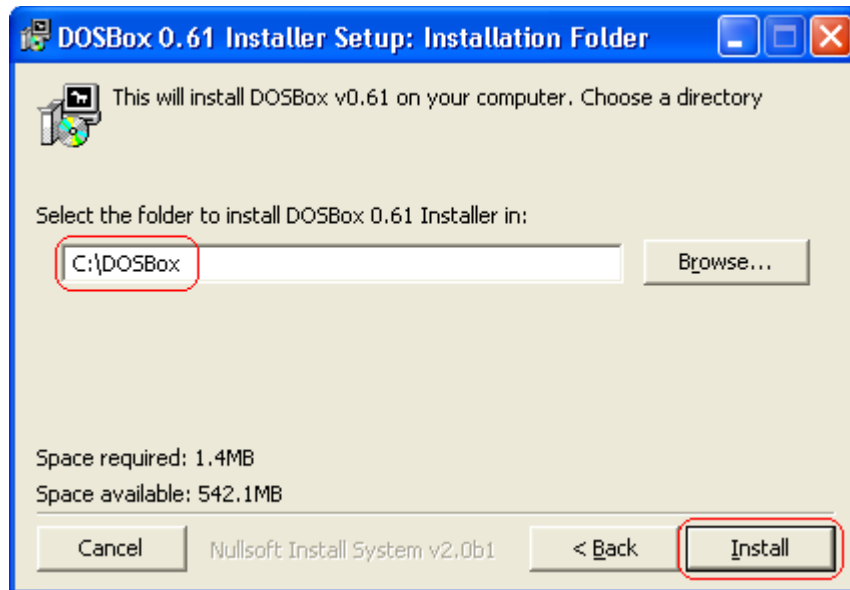 DOSBox 0.61 Installer Setup: Installation Folder
This will install DOSBox v0.61 on your computer. Choose a directory
Select the folder to install DOSBox 0.61 Installer in:
C:\DOSBox
Browse...
Space required: 1.4MB
Space available: 542.1MB
Cancel
Nullsoft Install System v2.0b1
< Back
Install